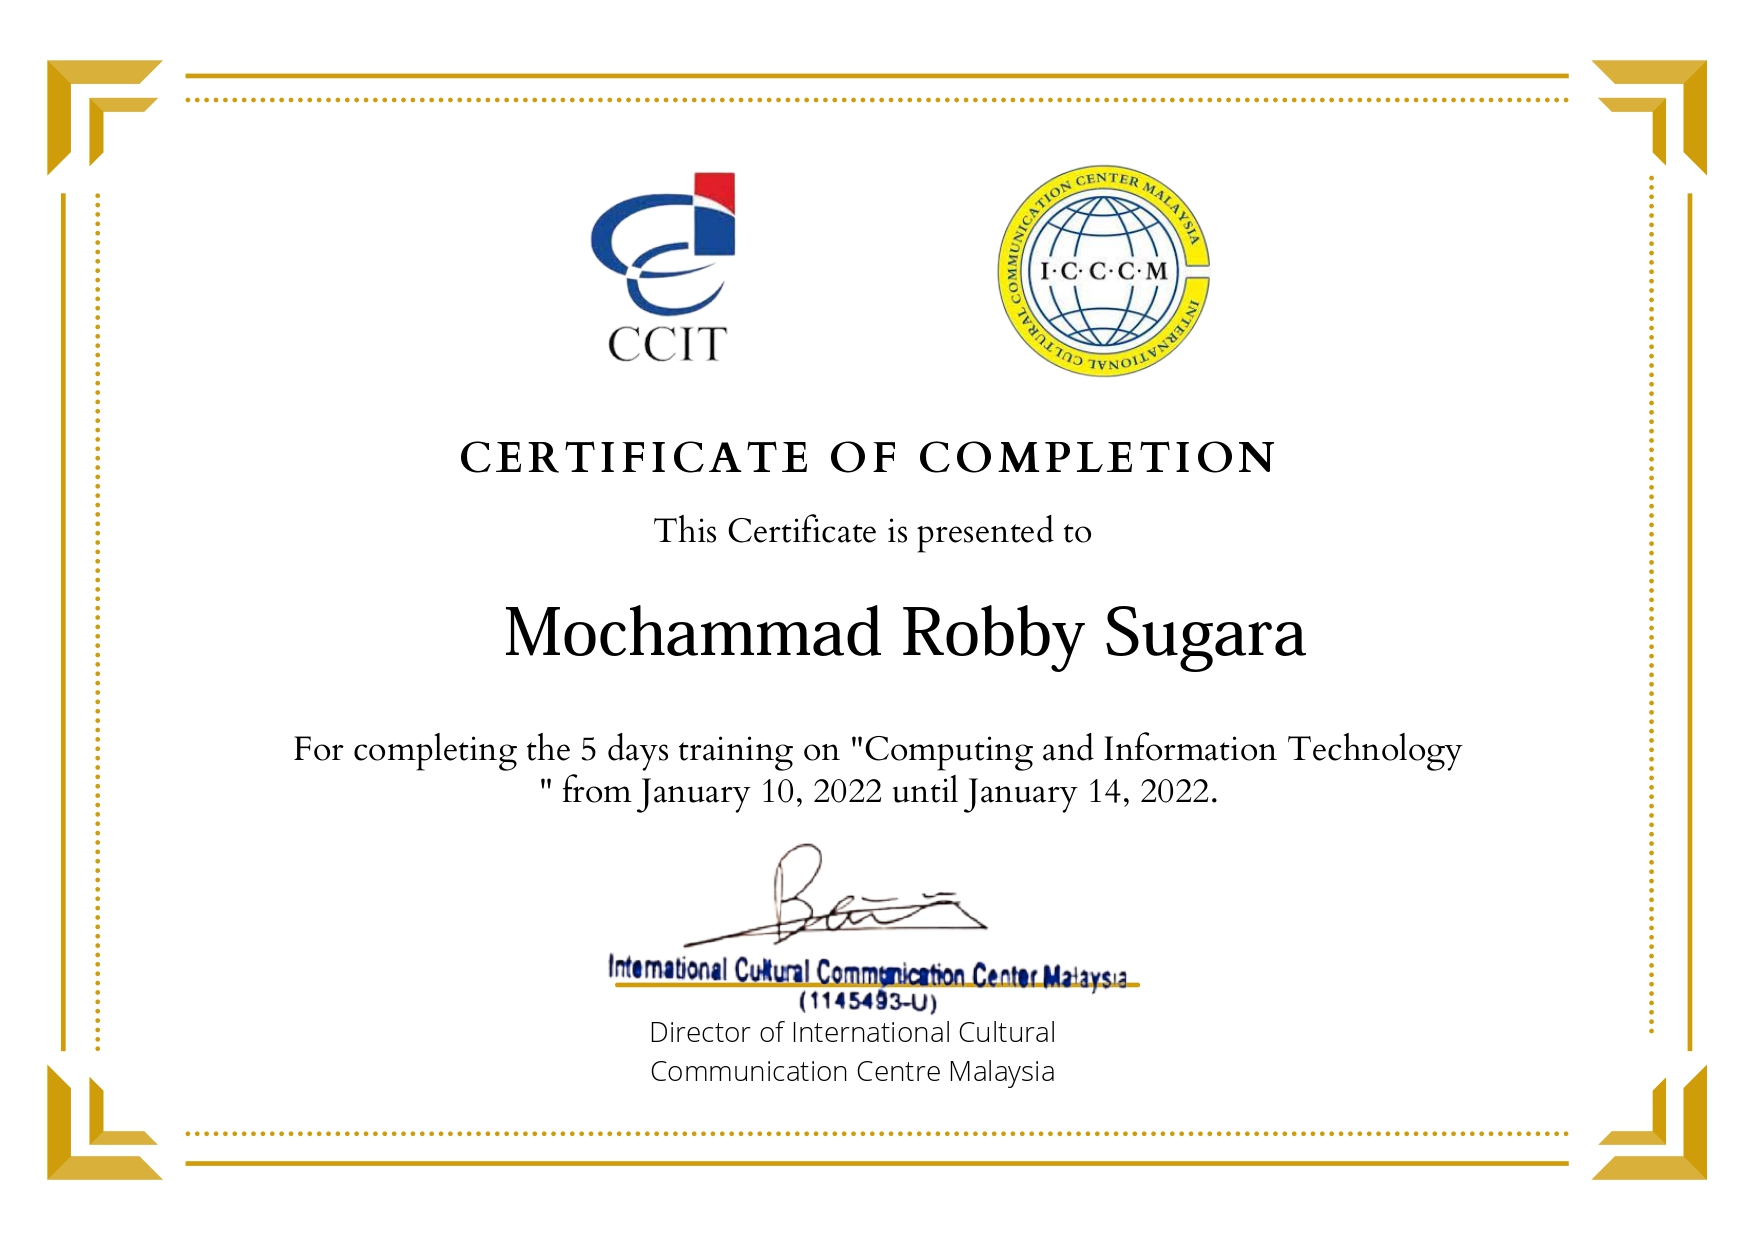 CCIT
INTERNATIONAL CULTURAL COMMUNICATION CENTER MALAYSIA
I·C·C·C·M
CERTIFICATE OF COMPLETION
This Certificate is presented to
Mochammad Robby Sugara
For completing the 5 days training on "Computing and Information Technology
" from January 10, 2022 until January 14, 2022.
International Cultural Communication Center Malaysia
(1145493-U)
Director of International Cultural
Communication Centre Malaysia